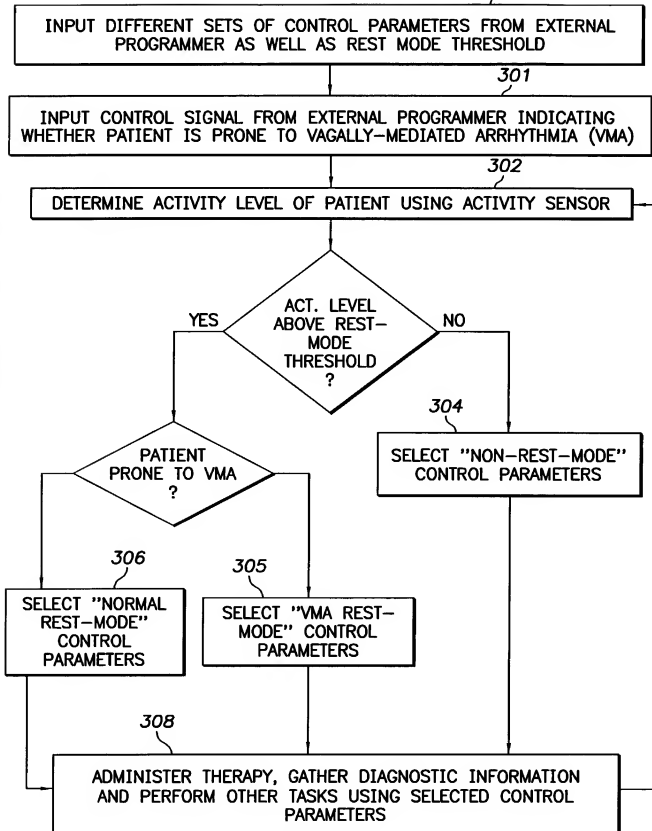 INPUT DIFFERENT SETS OF CONTROL PARAMETERS FROM EXTERNAL
PROGRAMMER AS WELL AS REST MODE THRESHOLD
301
INPUT CONTROL SIGNAL FROM EXTERNAL PROGRAMMER INDICATING
WHETHER PATIENT IS PRONE TO VAGALLY-MEDIATED ARRHYTHMIA (VMA)
302
DETERMINE ACTIVITY LEVEL OF PATIENT USING ACTIVITY SENSOR
ACT. LEVEL
ABOVE REST-
MODE
THRESHOLD
?
YES
NO
304
SELECT "NON-REST-MODE"
CONTROL PARAMETERS
PATIENT
PRONE TO VMA
?
306
SELECT "NORMAL
REST-MODE"
CONTROL
PARAMETERS
305
SELECT "VMA REST-
MODE" CONTROL
PARAMETERS
308
ADMINISTER THERAPY, GATHER DIAGNOSTIC INFORMATION
AND PERFORM OTHER TASKS USING SELECTED CONTROL
PARAMETERS